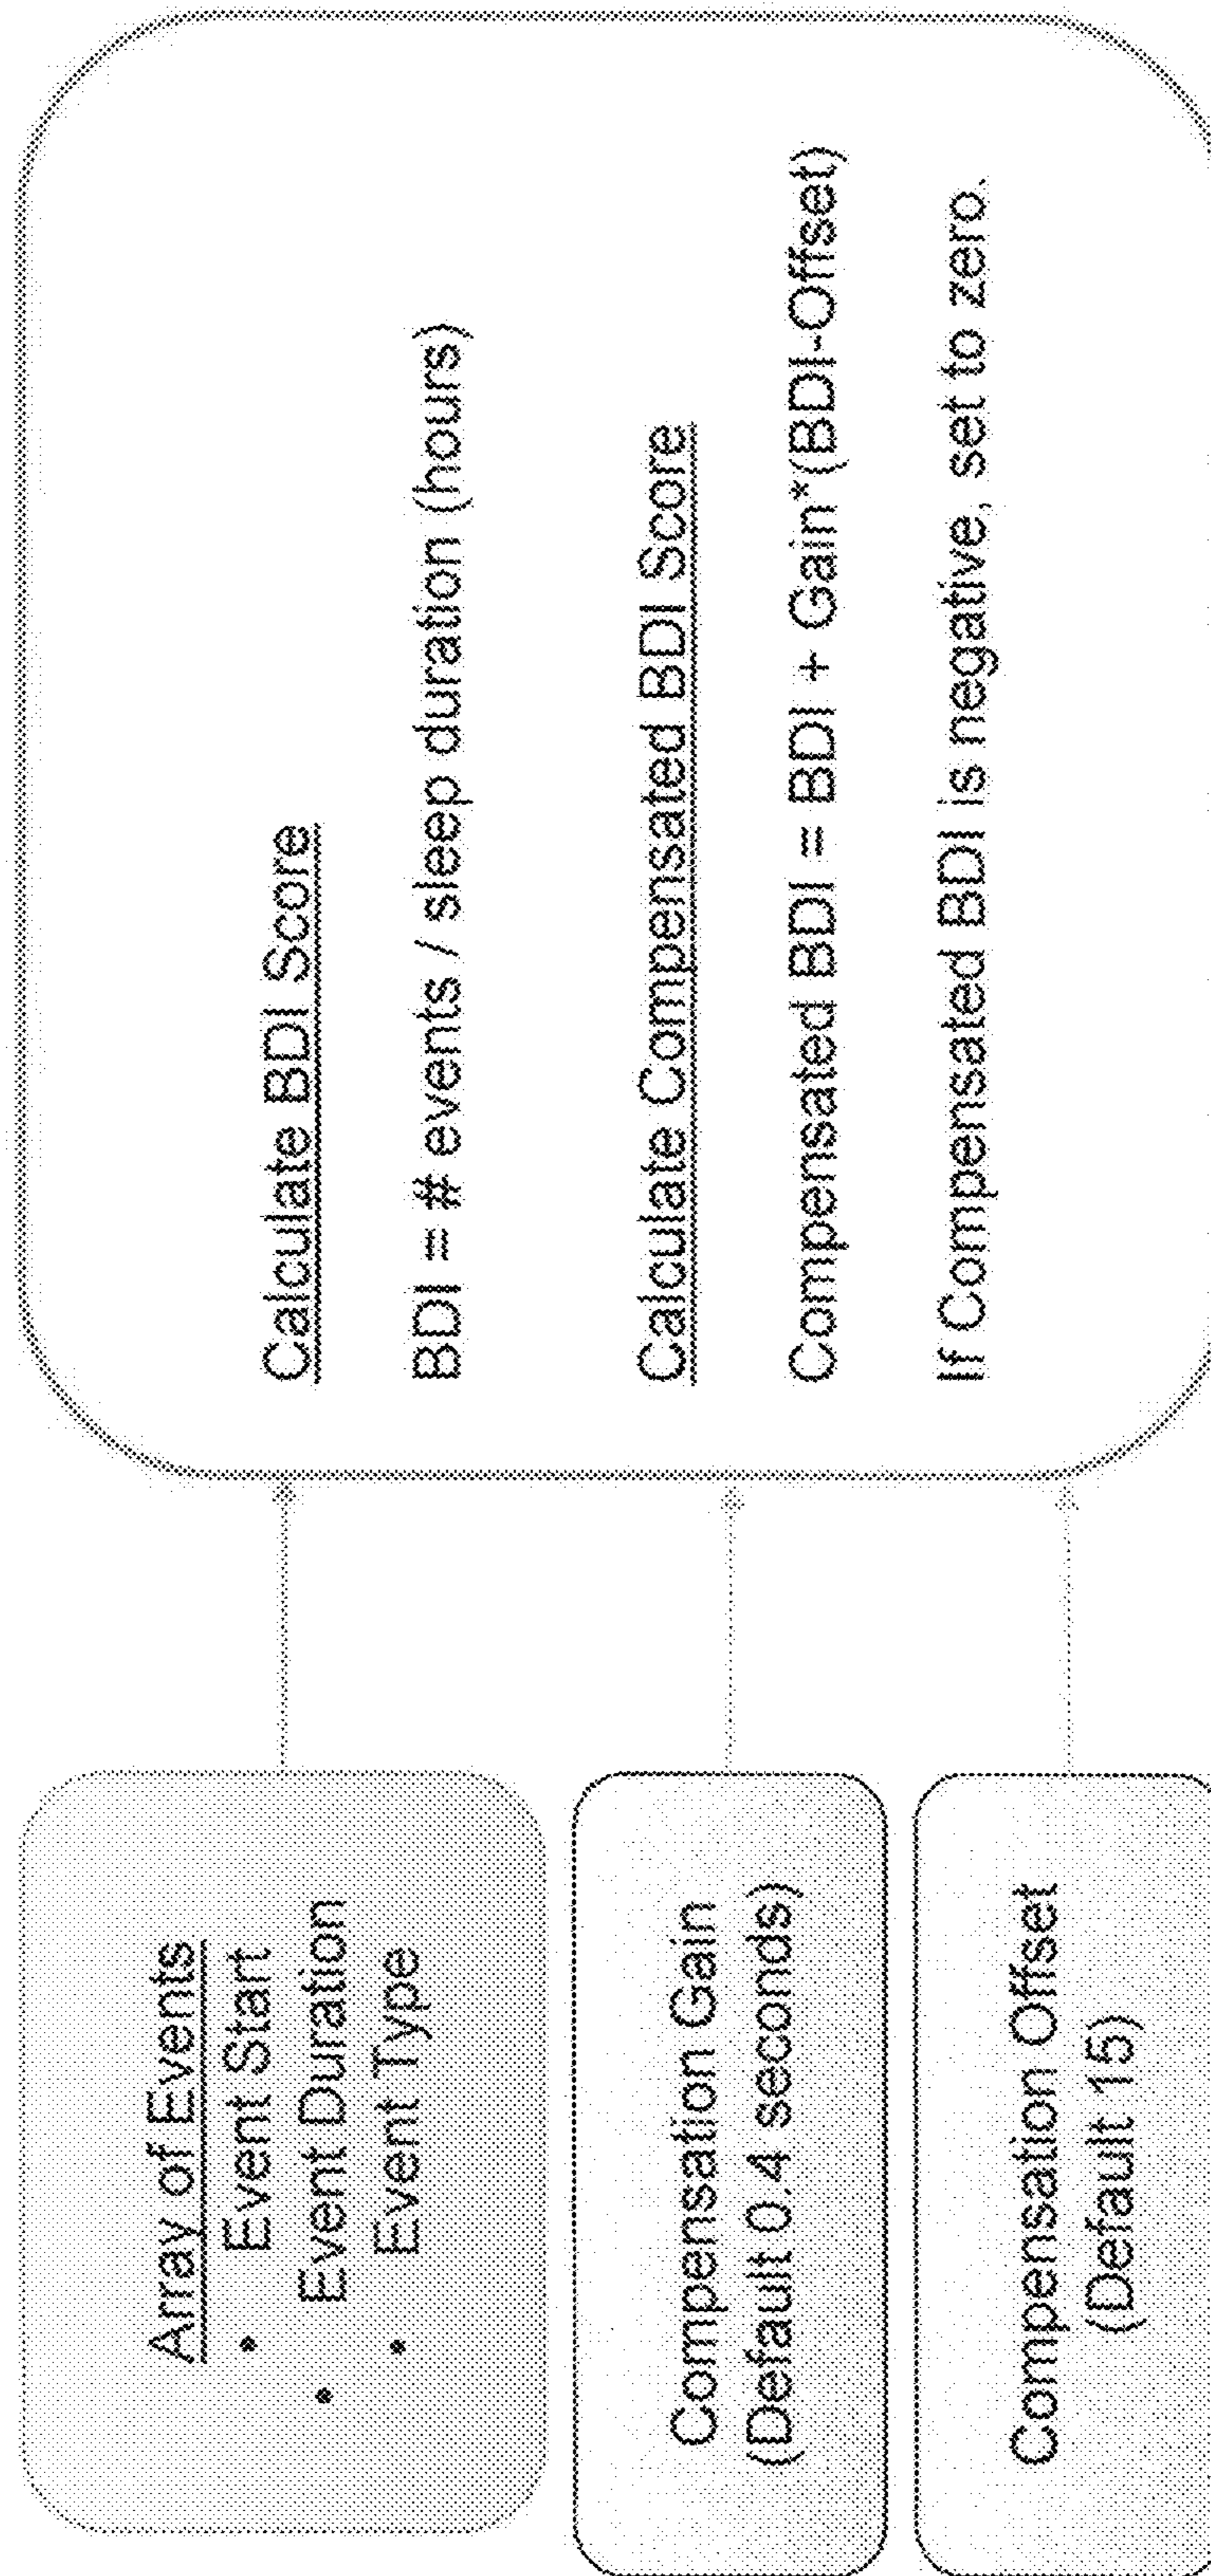 Array of Events
• Event Start
• Event Duration
• Event Type
Compensation Gain
(Default 0.4 seconds)
Compensation Offset
(Default 15)
Calculate BDI Score
BDI = # events / sleep duration (hours)
Calculate Compensated BDI Score
Compensated BDI = BDI + Gain*(BDI-Offset)
If Compensated BDI is negative, set to zero.